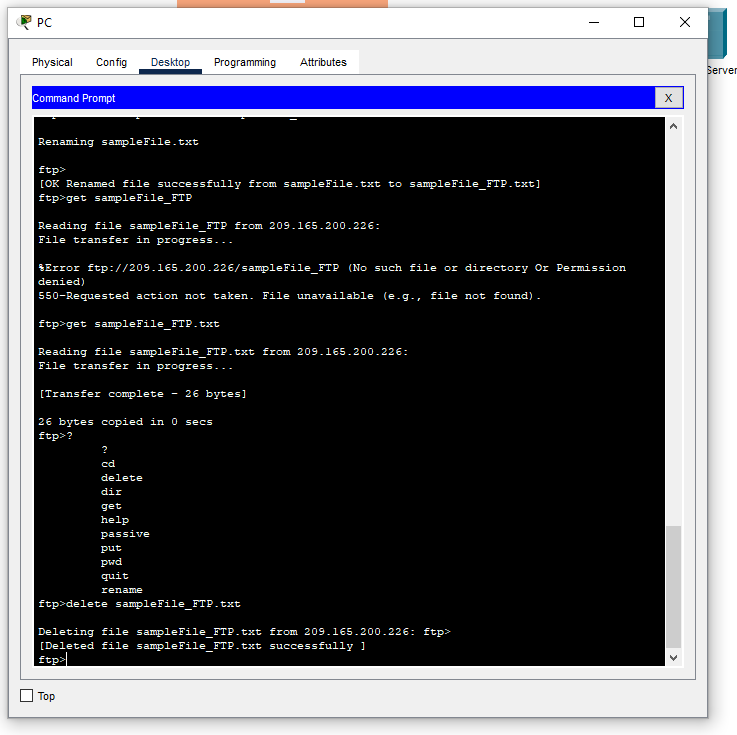 PC
Server
Physical Config Desktop Programming Attributes
Command Prompt
X
Renaming sampleFile.txt
ftp>
[OK Renamed file successfully from sampleFile.txt to sampleFile_FTP.txt]
ftp>get sampleFile_FTP
Reading file sampleFile_FTP from 209.165.200.226:
File transfer in progress...
%Error ftp://209.165.200.226/sampleFile_FTP (No such file or directory Or Permission
denied)
550-Requested action not taken. File unavailable (e.g., file not found).
ftp>get sampleFile_FTP.txt
Reading file sampleFile_FTP.txt from 209.165.200.226:
File transfer in progress...
[Transfer complete - 26 bytes]
26 bytes copied in 0 secs
ftp>?
?
cd
delete
dir
get
help
passive
put
pwd
quit
rename
ftp>delete sampleFile_FTP.txt
Deleting file sampleFile_FTP.txt from 209.165.200.226: ftp>
[Deleted file sampleFile_FTP.txt successfully ]
ftp>
Top